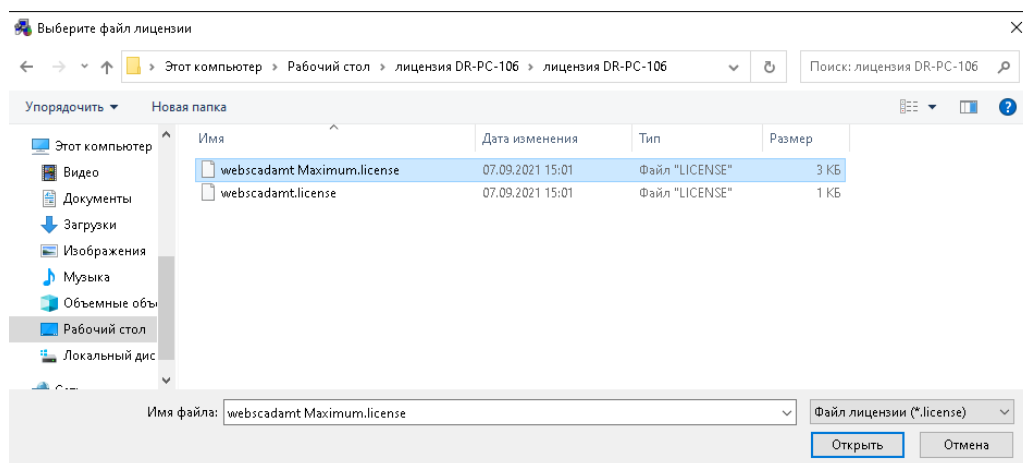 Выберите файл лицензии
Этот компьютер > Рабочий стол > лицензия DR-PC-106 > лицензия DR-PC-106
Поиск: лицензия DR-PC-106
Упорядочить Новая папка
Имя Дата изменения Тип Размер
Этот компьютер
Видео
Документы
Загрузки
Изображения
Музыка
Объемные объ
Рабочий стол
Локальный дис
webscadamt Maximum.license 07.09.2021 15:01 Файл "LICENSE" 3 КБ
webscadamt.license 07.09.2021 15:01 Файл "LICENSE" 1 КБ
Имя файла: webscadamt Maximum.license
Файл лицензии (*.license)
Открыть Отмена